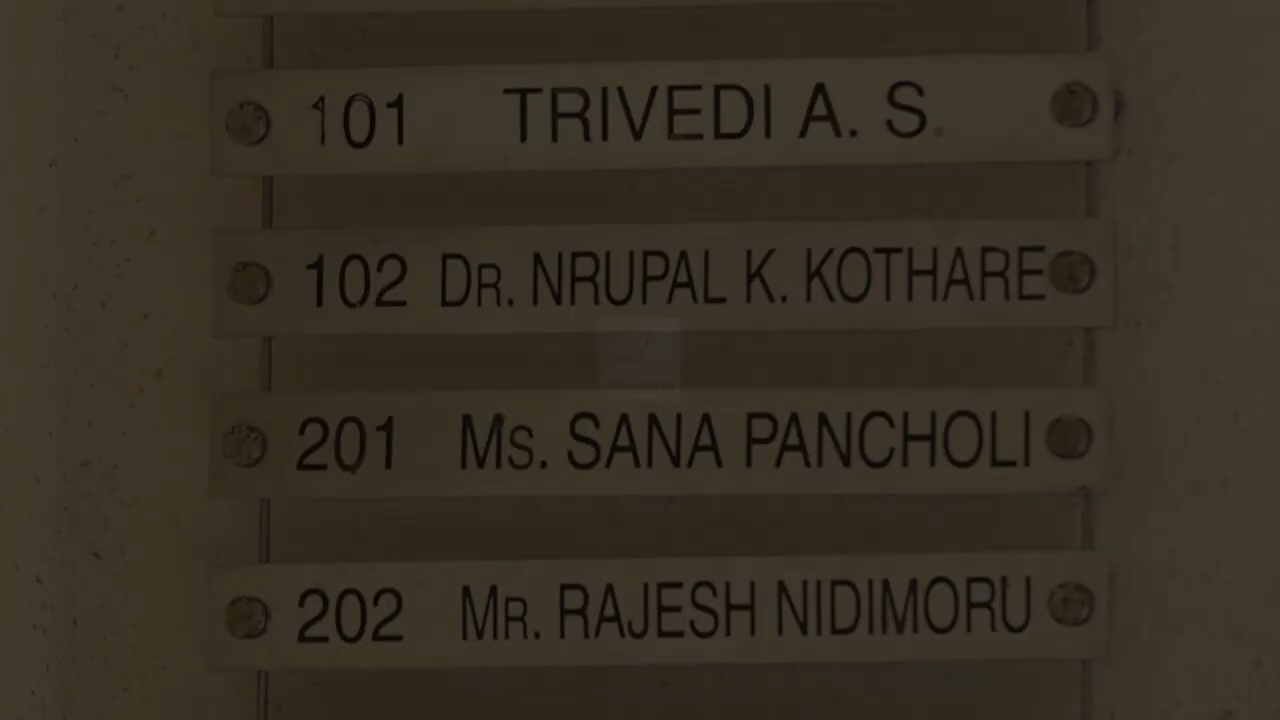 101 TRIVEDI A. S.
102 DR. NRUPAL K. KOTHARE
201 MS. SANA PANCHOLI
202 MR. RAJESH NIDIMORU